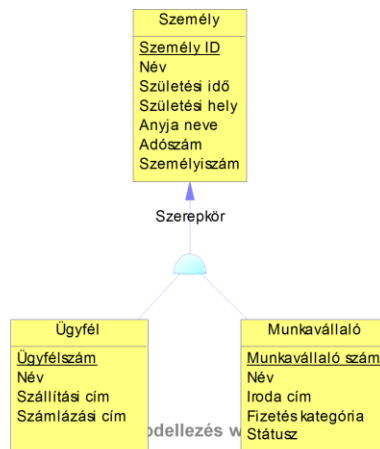 Személy
Személy ID
Név
Születési idő
Születési hely
Anyja neve
Adószám
Személyiszám
Szerepkör
Ügyfél
Ügyfélszám
Név
Szállítási cím
Számlázási cím
Munkavállaló
Munkavállaló szám
Név
Iroda cím
Fizetés kategória
Státusz
odellezés w